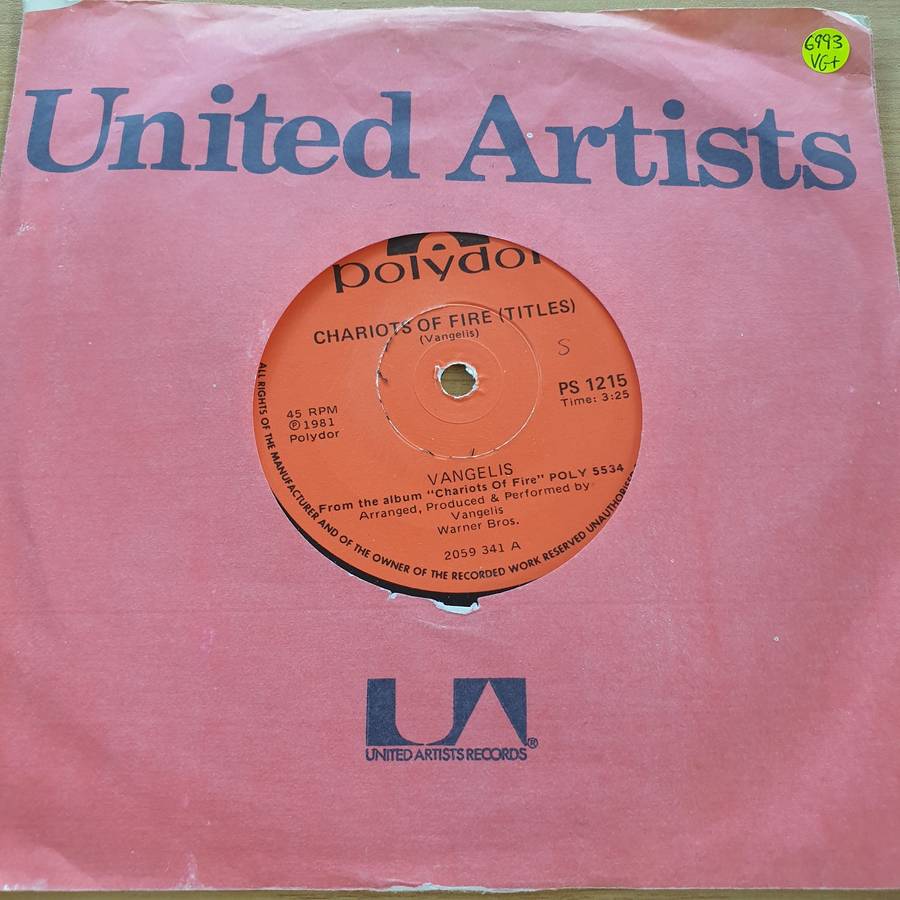 6993
VG+
United Artists
polydor
CHARIOTS OF FIRE (TITLES)
(Vangelis)
S
PS 1215
Time: 3:25
45 RPM
℗ 1981
Polydor
VANGELIS
From the album "Chariots Of Fire" POLY 5534
Arranged, Produced & Performed by
Vangelis
Warner Bros.
2059 341 A
ALL RIGHTS OF THE MANUFACTURER AND OF THE OWNER OF THE RECORDED WORK RESERVED
UA
UNITED ARTISTS RECORDS®